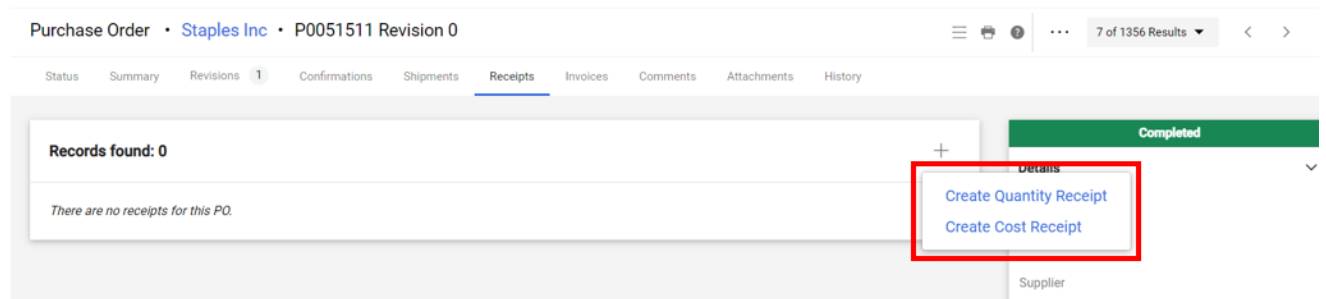 Purchase Order • Staples Inc • P0051511 Revision 0
7 of 1356 Results
Status Summary Revisions 1 Confirmations Shipments Receipts Invoices Comments Attachments History
Records found: 0
Completed
Details
There are no receipts for this PO.
Create Quantity Receipt
Create Cost Receipt
Supplier